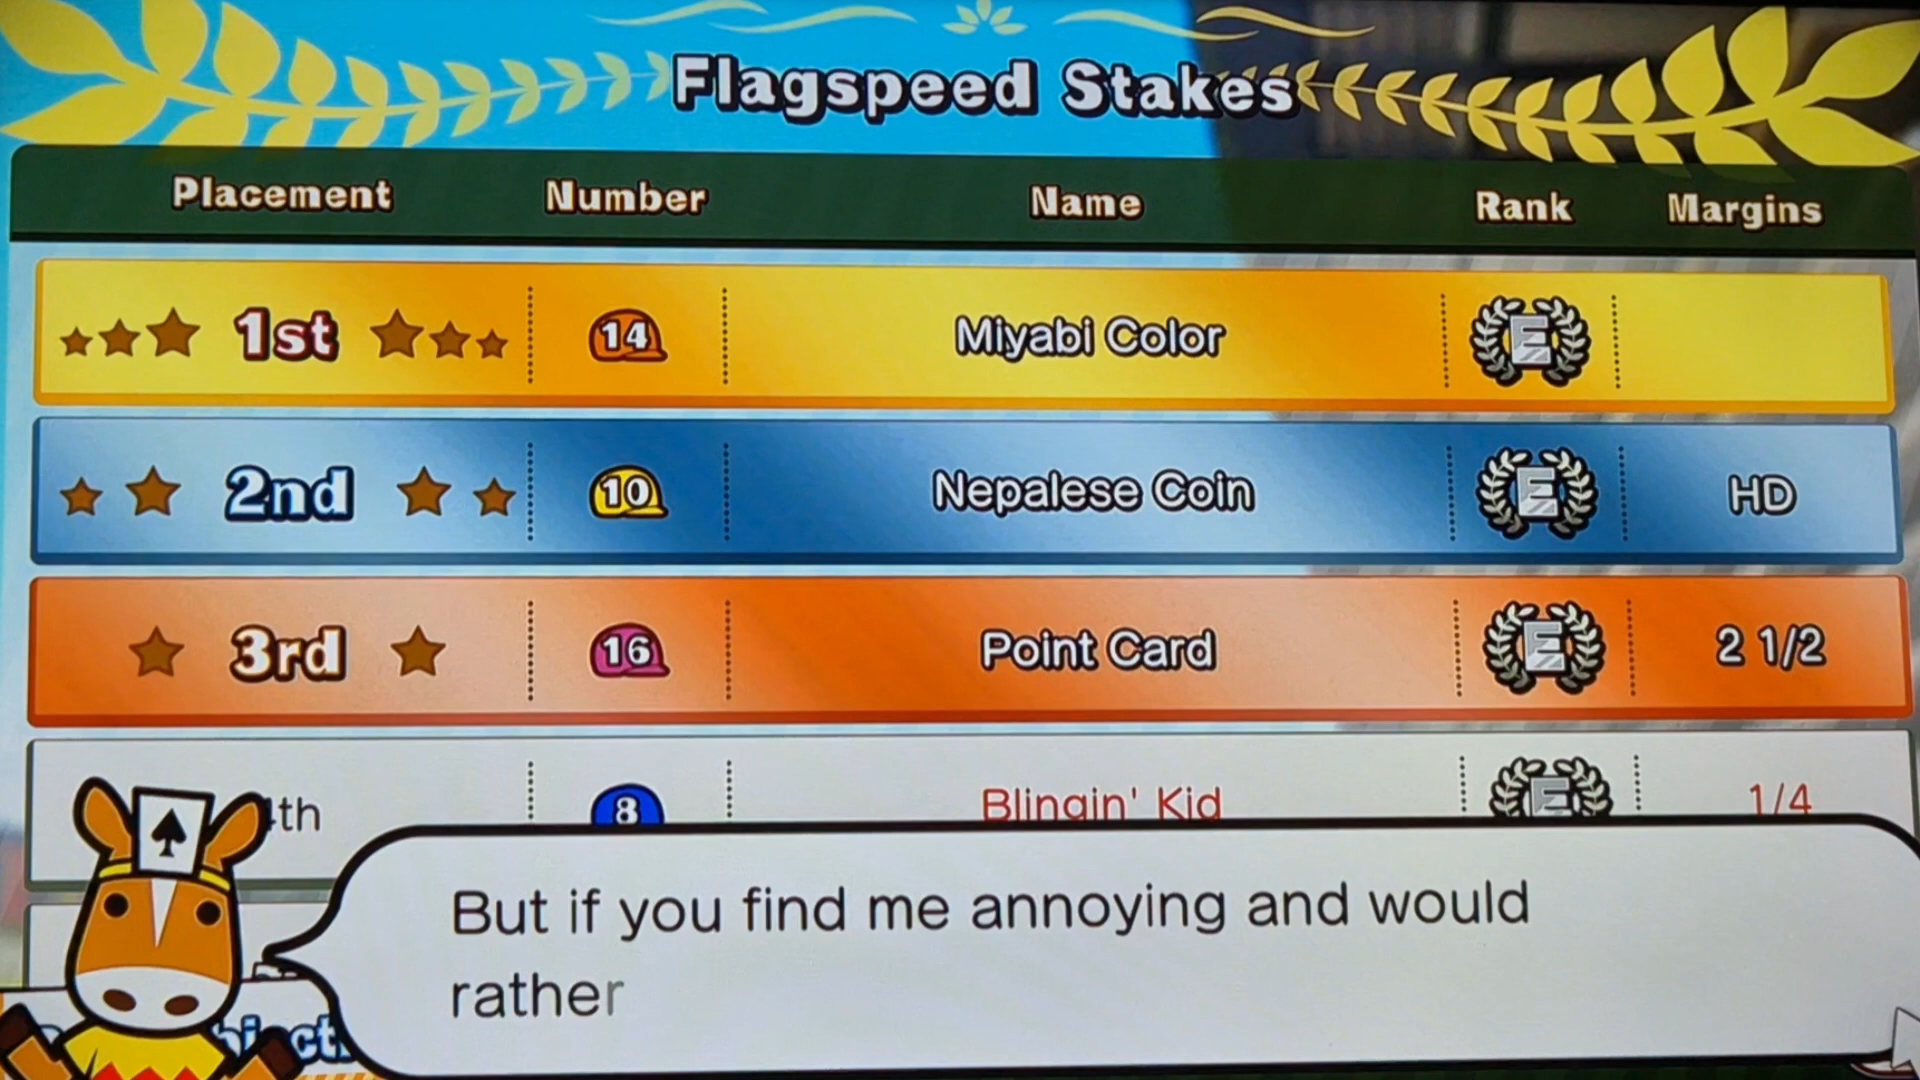 Flagspeed Stakes
Placement Number Name Rank Margins
1st 14 Miyabi Color E
2nd 10 Nepalese Coin E HD
3rd 16 Point Card E 2 1/2
4th 8 Blingin' Kid E 1/4
But if you find me annoying and would
rather